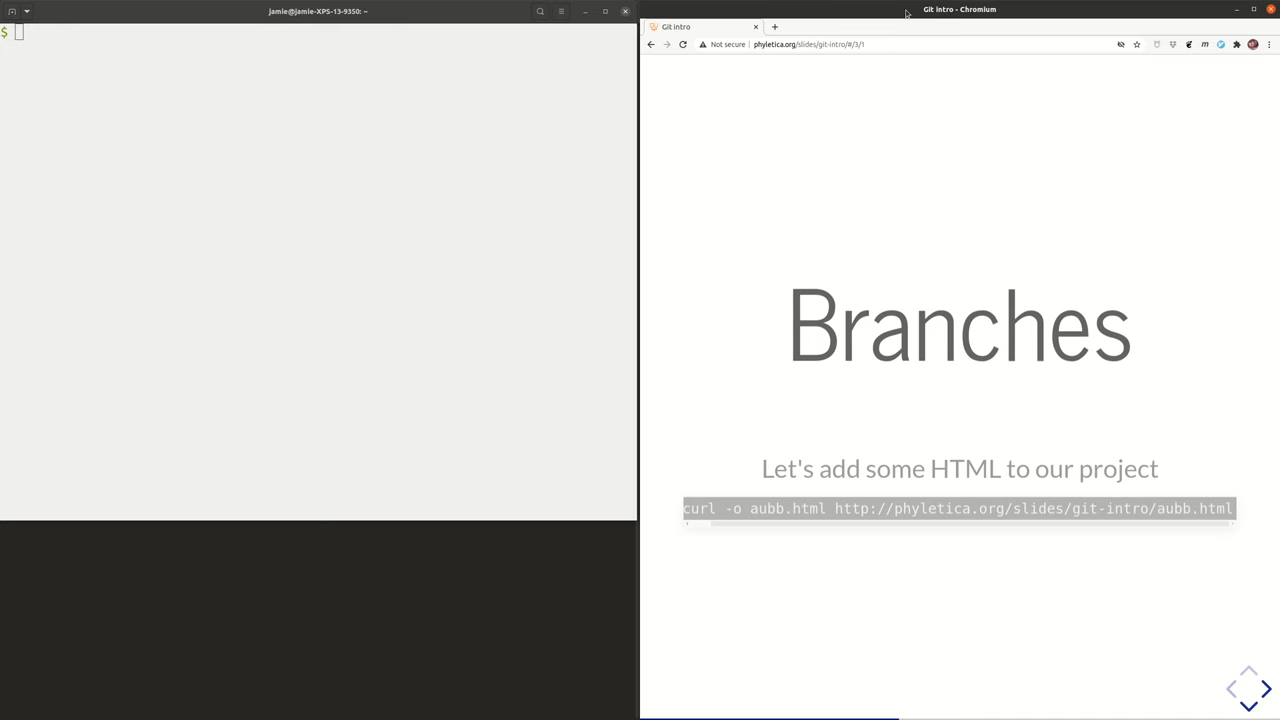 jamie@jamie-XPS-13-9350: ~
$
Git intro - Chromium
Git intro
Not secure
phyletica.org/slides/git-intro/#/3/1
Branches
Let's add some HTML to our project
curl -o aubb.html http://phyletica.org/slides/git-intro/aubb.html